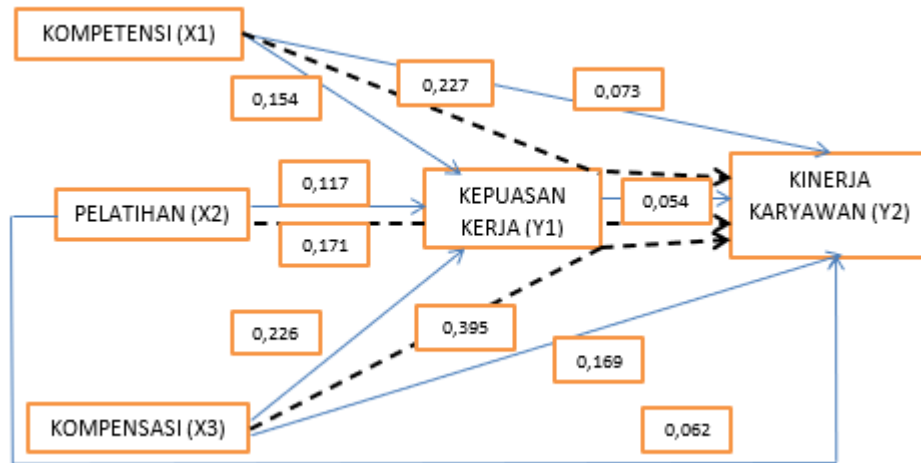 KOMPETENSI (X1)
0,154
0,227
0,073
PELATIHAN (X2)
0,117
0,171
KEPUASAN
KERJA (Y1)
0,054
KINERJA
KARYAWAN (Y2)
0,226
0,395
0,169
KOMPENSASI (X3)
0,062